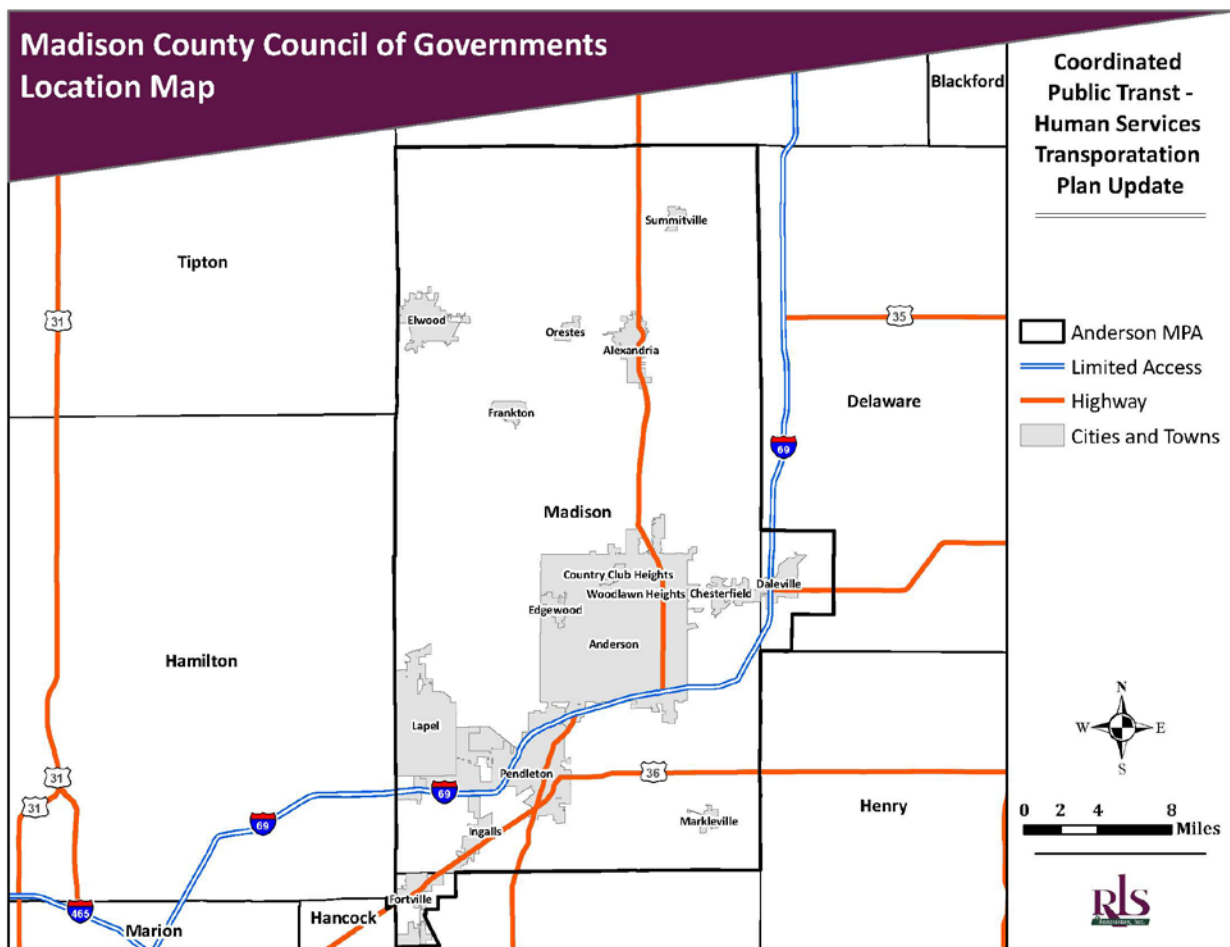 Madison County Council of Governments
Location Map
Coordinated
Public Transt -
Human Services
Transporatation
Plan Update
Blackford
Summitville
Tipton
31
Elwood
Orestes
Alexandria
35
Anderson MPA
Limited Access
Highway
Cities and Towns
Frankton
Delaware
69
Madison
Country Club Heights
Woodlawn Heights
Chesterfield
Daleville
Edgewood
Anderson
Hamilton
Lapel
Pendleton
36
31
31
69
69
Ingalls
Markleville
Henry
N
W
E
S
0 2 4 8
Miles
Fortville
465
Marion
Hancock
RLS
& Associates, Inc.